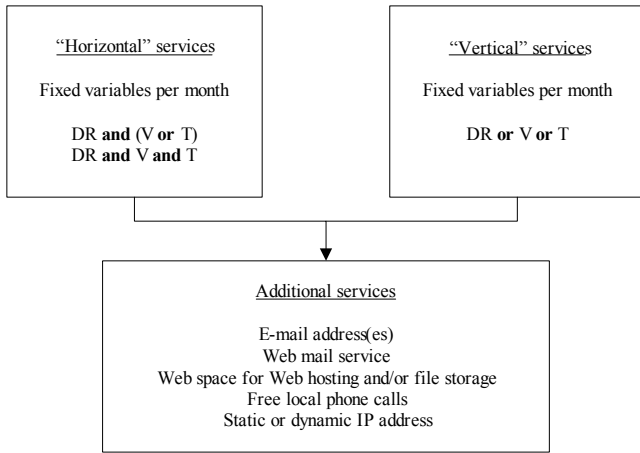 “Horizontal” services
Fixed variables per month
DR and (V or T)
DR and V and T
“Vertical” services
Fixed variables per month
DR or V or T
Additional services
E-mail address(es)
Web mail service
Web space for Web hosting and/or file storage
Free local phone calls
Static or dynamic IP address